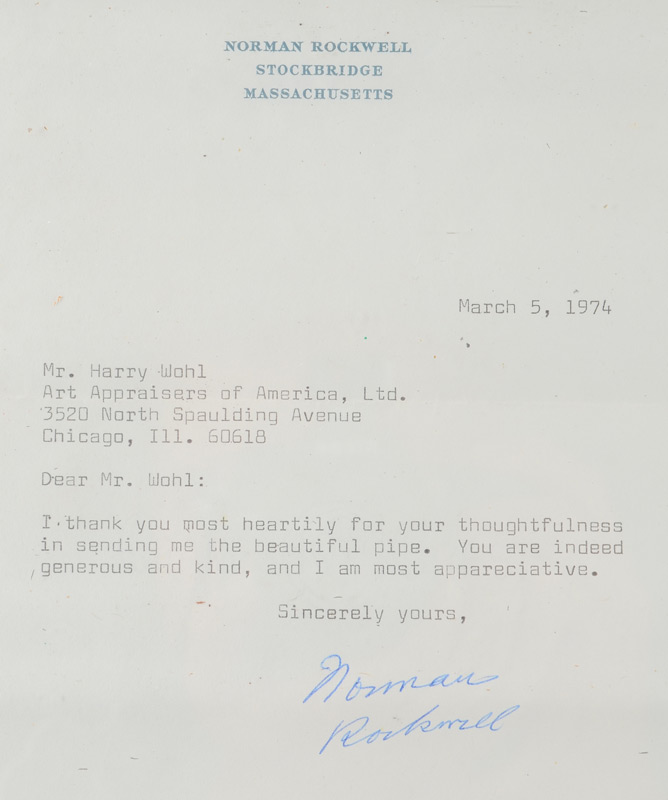 NORMAN ROCKWELL
STOCKBRIDGE
MASSACHUSETTS
March 5, 1974
Mr. Harry Wohl
Art Appraisers of America, Ltd.
3520 North Spaulding Avenue
Chicago, Ill. 60618
Dear Mr. Wohl:
I thank you most heartily for your thoughtfulness
in sending me the beautiful pipe. You are indeed
generous and kind, and I am most appareciative.
Sincerely yours,
Norman
Rockwell